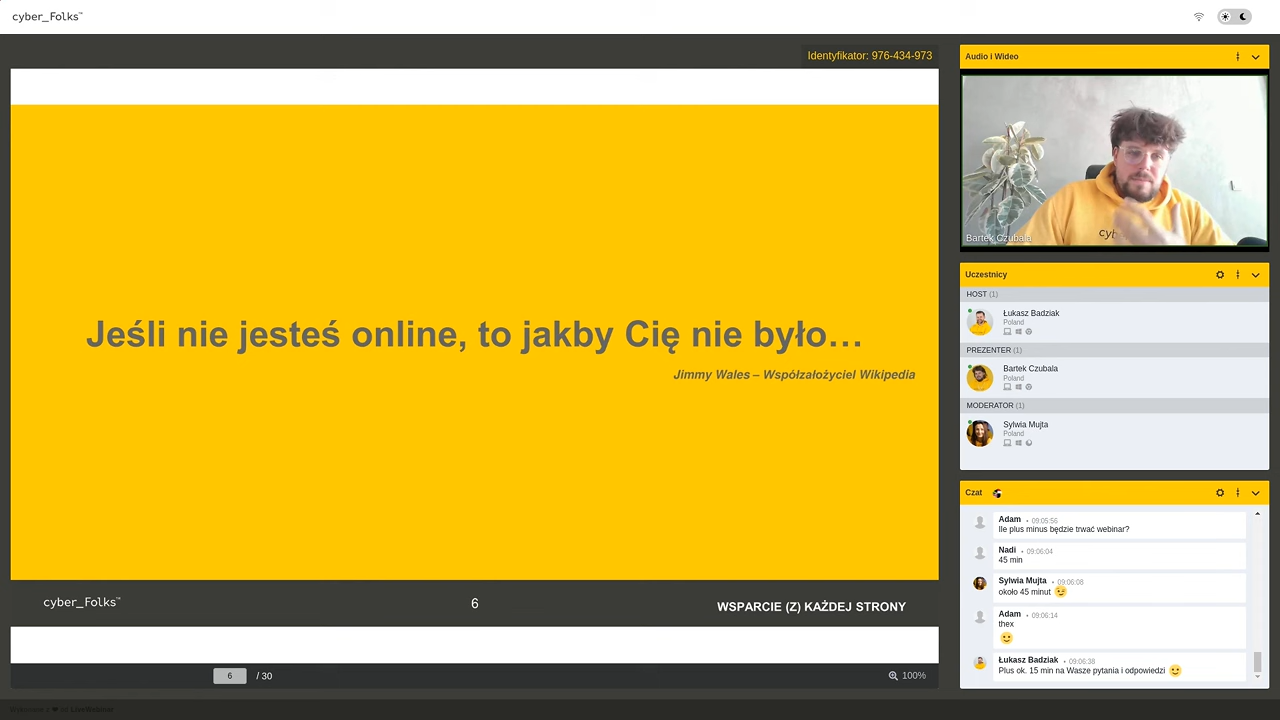 cyber_Folks™
Identyfikator: 976-434-973
Jeśli nie jesteś online, to jakby Cię nie było…
Jimmy Wales – Współzałożyciel Wikipedia
cyber_Folks™
6
WSPARCIE (Z) KAŻDEJ STRONY
6 / 30
100%
Audio i Wideo
Bartek Czubala
Uczestnicy
HOST (1)
Łukasz Badziak
Poland
PREZENTER (1)
Bartek Czubala
Poland
MODERATOR (1)
Sylwia Mujta
Poland
Czat
Adam • 09:05:56
Ile plus minus będzie trwać webinar?
Nadi • 09:06:04
45 min
Sylwia Mujta • 09:06:08
około 45 minut 😉
Adam • 09:06:14
thex
🙂
Łukasz Badziak • 09:06:38
Plus ok. 15 min na Wasze pytania i odpowiedzi 🙂